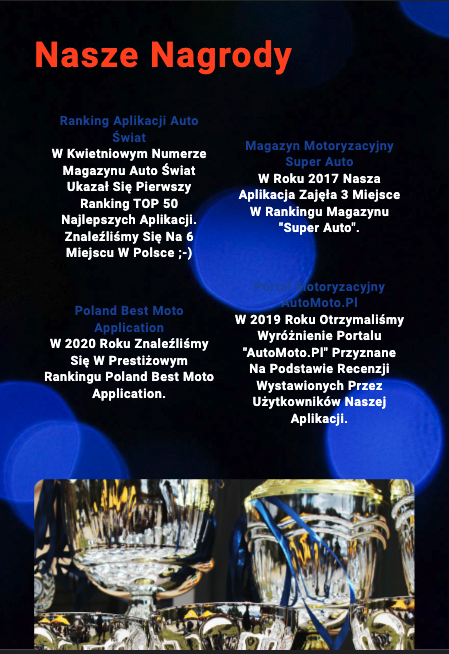 Nasze Nagrody
Ranking Aplikacji Auto
Świat
W Kwietniowym Numerze
Magazynu Auto Świat
Ukazał Się Pierwszy
Ranking TOP 50
Najlepszych Aplikacji.
Znaleźliśmy Się Na 6
Miejscu W Polsce ;-)
Magazyn Motoryzacyjny
Super Auto
W Roku 2017 Nasza
Aplikacja Zajęła 3 Miejsce
W Rankingu Magazynu
"Super Auto".
Poland Best Moto
Application
W 2020 Roku Znaleźliśmy
Się W Prestiżowym
Rankingu Poland Best Moto
Application.
Portal Motoryzacyjny
AutoMoto.Pl
W 2019 Roku Otrzymaliśmy
Wyróżnienie Portalu
"AutoMoto.Pl" Przyznane
Na Podstawie Recenzji
Wystawionych Przez
Użytkowników Naszej
Aplikacji.